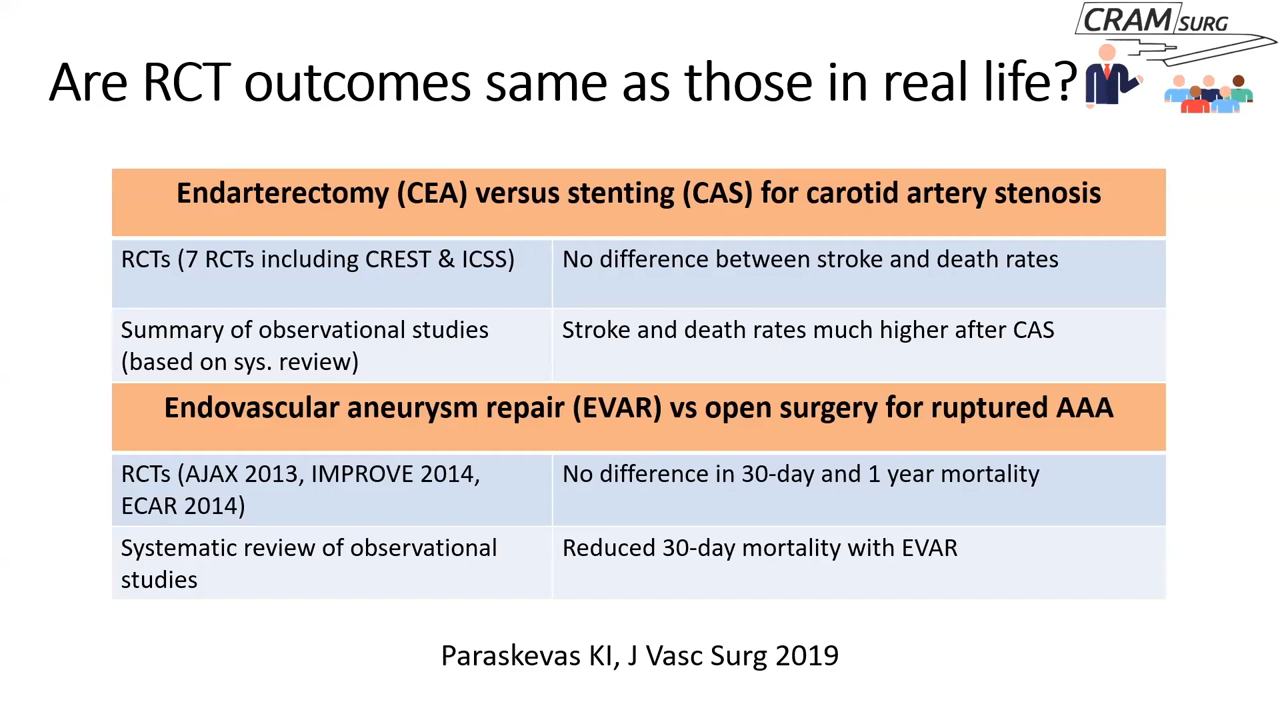 CRAMSURG
Are RCT outcomes same as those in real life?
Endarterectomy (CEA) versus stenting (CAS) for carotid artery stenosis
RCTs (7 RCTs including CREST & ICSS)
No difference between stroke and death rates
Summary of observational studies
(based on sys. review)
Stroke and death rates much higher after CAS
Endovascular aneurysm repair (EVAR) vs open surgery for ruptured AAA
RCTs (AJAX 2013, IMPROVE 2014,
ECAR 2014)
No difference in 30-day and 1 year mortality
Systematic review of observational
studies
Reduced 30-day mortality with EVAR
Paraskevas KI, J Vasc Surg 2019